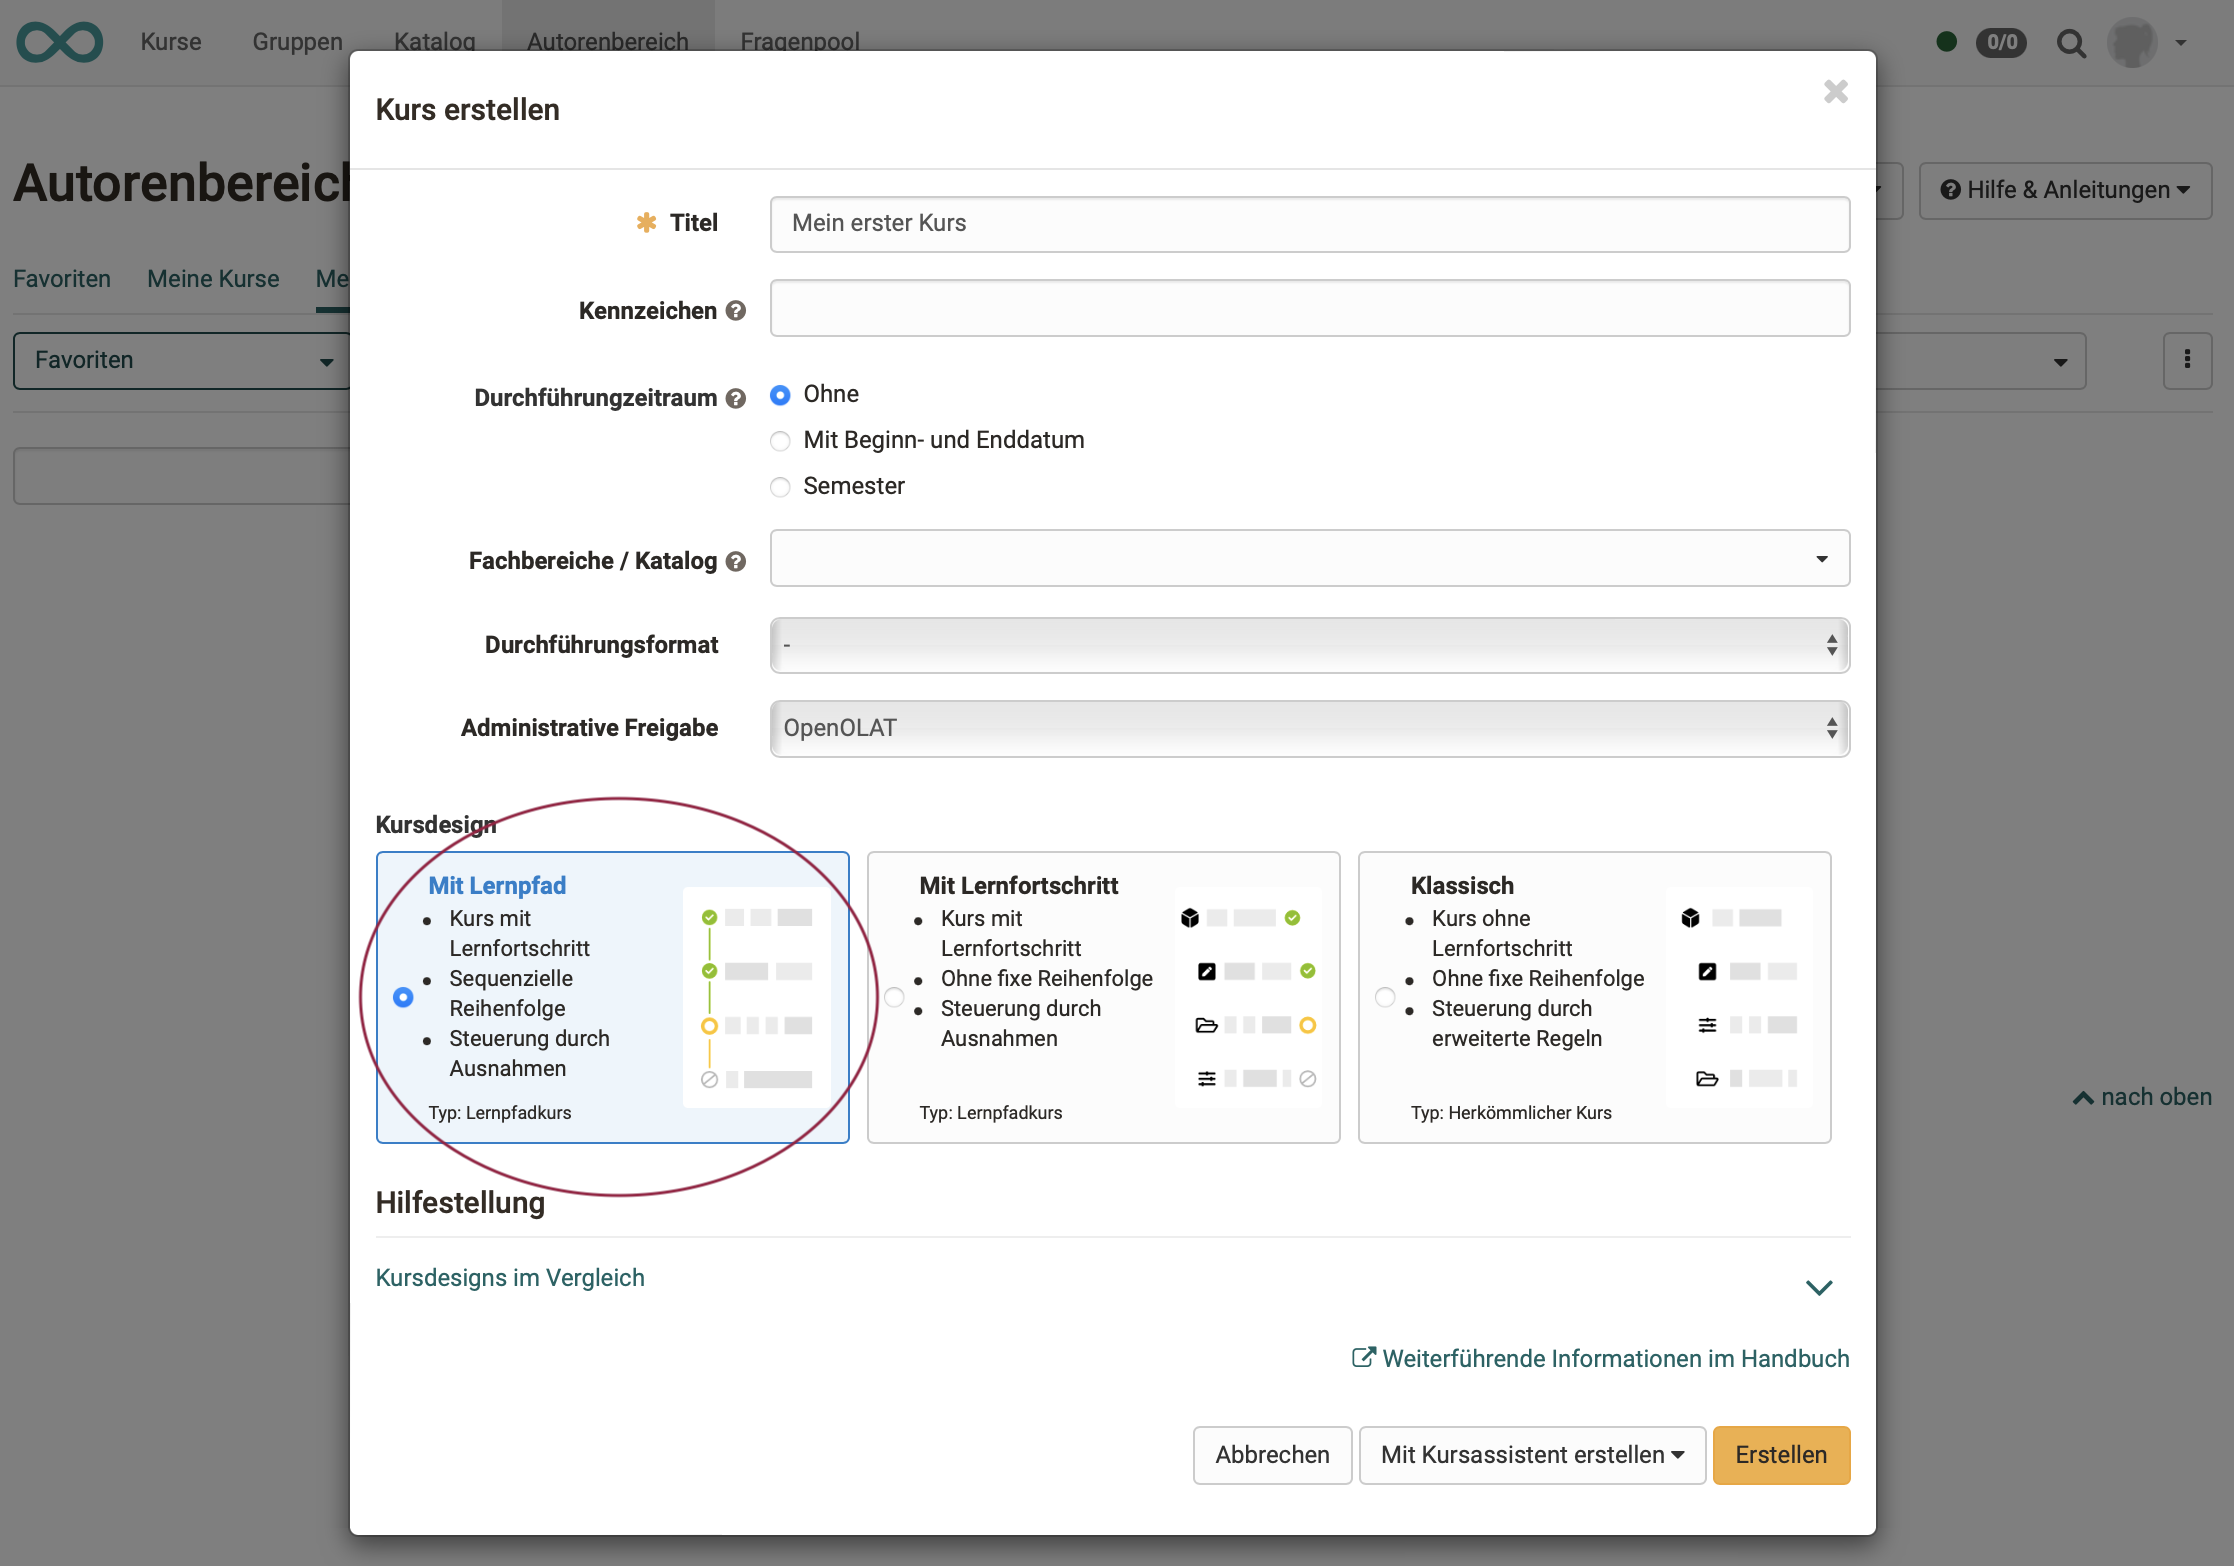 Kurse Gruppen Katalog Autorenbereich Fragenpool 0/0
Kurs erstellen
Autorenbereich
Hilfe & Anleitungen
Titel Mein erster Kurs
Favoriten Meine Kurse Me
Kennzeichen
Favoriten
Durchführungzeitraum Ohne
Mit Beginn- und Enddatum
Semester
Fachbereiche / Katalog
Durchführungsformat -
Administrative Freigabe OpenOLAT
Kursdesign
Mit Lernpfad
Kurs mit
Lernfortschritt
Sequenzielle
Reihenfolge
Steuerung durch
Ausnahmen
Typ: Lernpfadkurs
Mit Lernfortschritt
Kurs mit
Lernfortschritt
Ohne fixe Reihenfolge
Steuerung durch
Ausnahmen
Typ: Lernpfadkurs
Klassisch
Kurs ohne
Lernfortschritt
Ohne fixe Reihenfolge
Steuerung durch
erweiterte Regeln
Typ: Herkömmlicher Kurs
nach oben
Hilfestellung
Kursdesigns im Vergleich
Weiterführende Informationen im Handbuch
Abbrechen Mit Kursassistent erstellen Erstellen